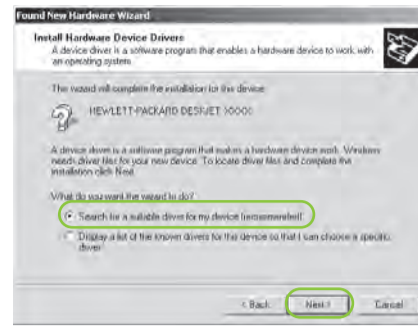 Found New Hardware Wizard
Install Hardware Device Drivers
A device driver is a software program that enables a hardware device to work with
an operating system.
This wizard will complete the installation for this device:
HEWLETT-PACKARD DESKJET XXXXX
A device driver is a software program that makes a hardware device work. Windows
needs driver files for your new device. To locate driver files and complete the
installation click Next.
What do you want the wizard to do?
Search for a suitable driver for my device (recommended)
Display a list of the known drivers for this device so that I can choose a specific
driver
< Back
Next >
Cancel